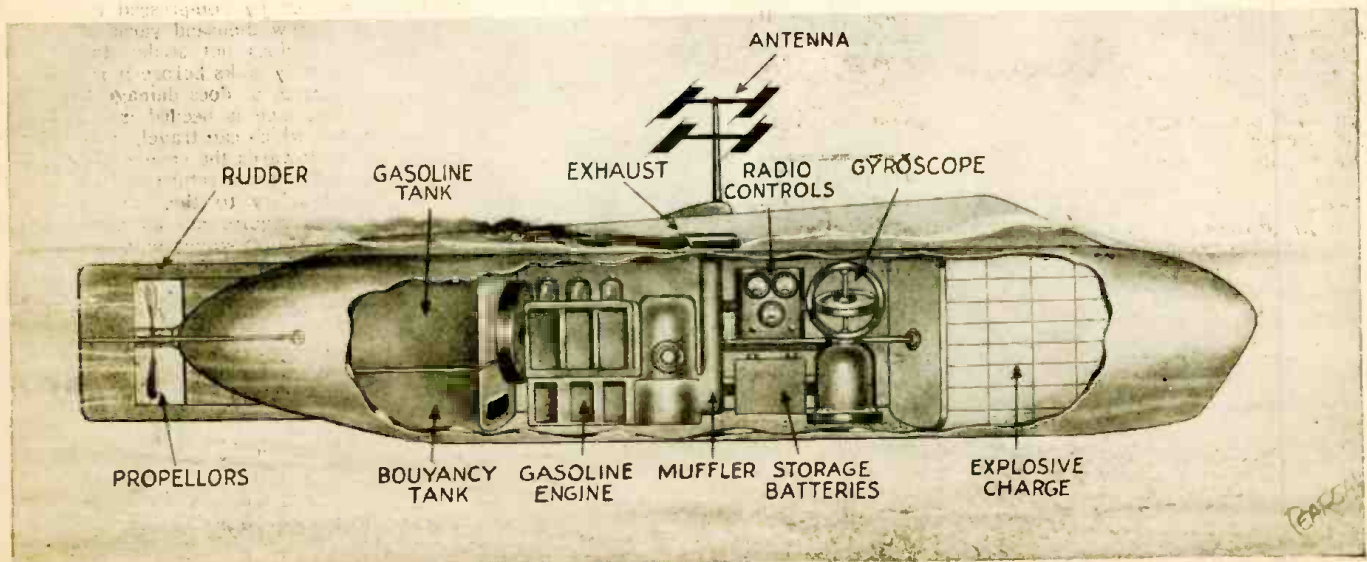 ANTENNA
RUDDER
GASOLINE
TANK
EXHAUST
RADIO
CONTROLS
GYROSCOPE
PROPELLORS
BOUYANCY
TANK
GASOLINE
ENGINE
MUFFLER
STORAGE
BATTERIES
EXPLOSIVE
CHARGE